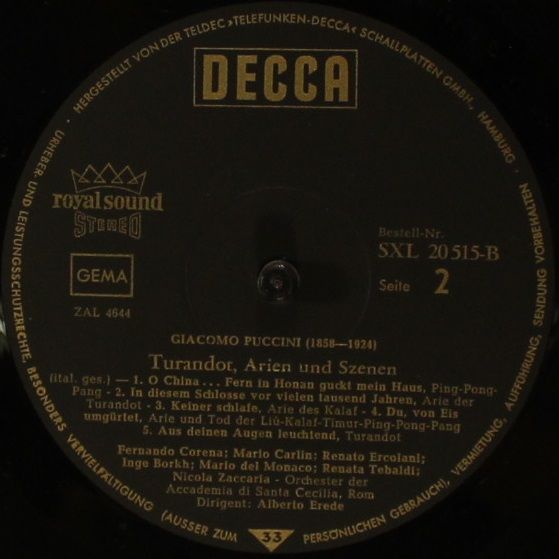 HERGESTELLT VON DER TELDEC »TELEFUNKEN-DECCA« SCHALLPLATTEN GMBH., HAMBURG
DECCA
royal sound
STEREO
GEMA
ZAL 4644
Bestell-Nr.
SXL 20 515-B
Seite 2
GIACOMO PUCCINI (1858—1924)
Turandot, Arien und Szenen
(ital. ges.) — 1. O China . . . Fern in Honan guckt mein Haus, Ping-Pong-
Pang - 2. In diesem Schlosse vor vielen tausend Jahren, Arie der
Turandot - 3. Keiner schlafe, Arie des Kalaf - 4. Du, von Eis
umgürtet, Arie und Tod der Liù-Kalaf-Timur-Ping-Pong-Pang
5. Aus deinen Augen leuchtend, Turandot
Fernando Corena; Mario Carlin; Renato Ercolani;
Inge Borkh; Mario del Monaco; Renata Tebaldi;
Nicola Zaccaria - Orchester der
Accademia di Santa Cecilia, Rom
Dirigent: Alberto Erede
33
URHEBER- UND LEISTUNGSSCHUTZRECHTE, BESONDERS VERVIELFÄLTIGUNG (AUSSER ZUM PERSÖNLICHEN GEBRAUCH), VERMIETUNG, AUFFÜHRUNG, SENDUNG VORBEHALTEN